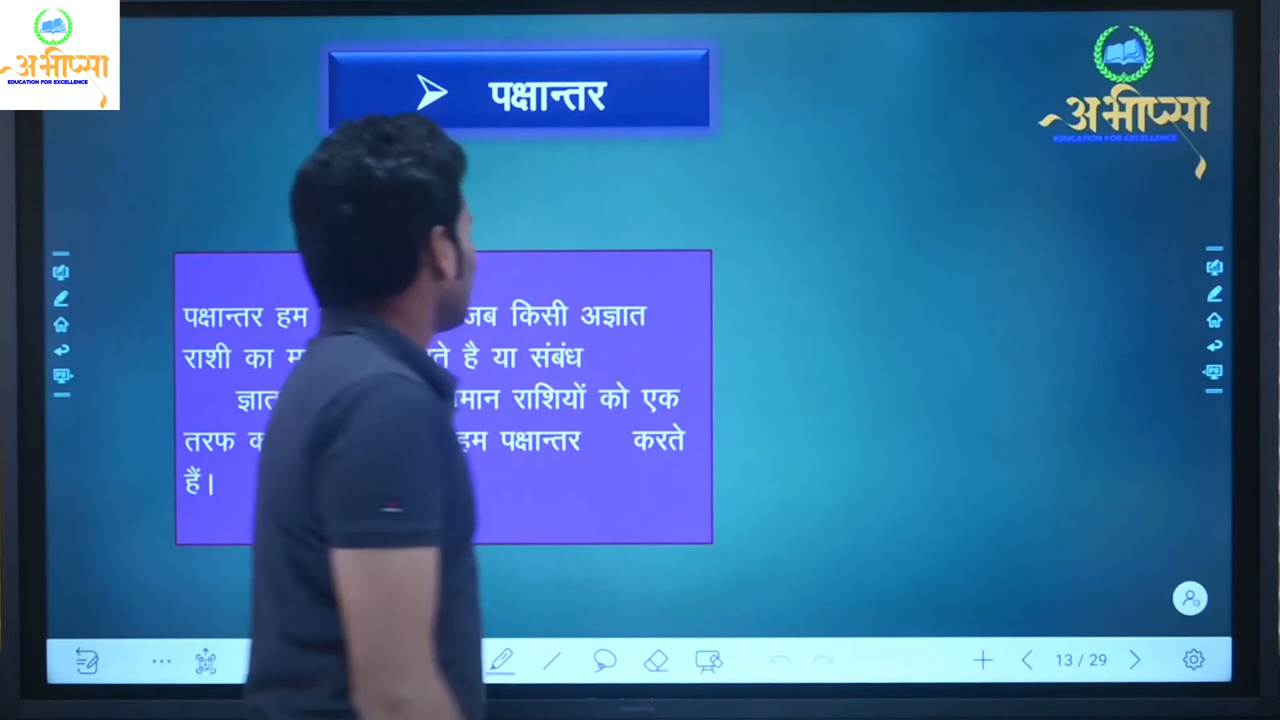 अभीप्सा
EDUCATION FOR EXCELLENCE
पक्षान्तर
अभीप्सा
EDUCATION FOR EXCELLENCE
पक्षान्तर हम जब किसी अज्ञात
राशी का है या संबंध
राशियों को एक
तरफ हम पक्षान्तर करते
हैं।
13 / 29